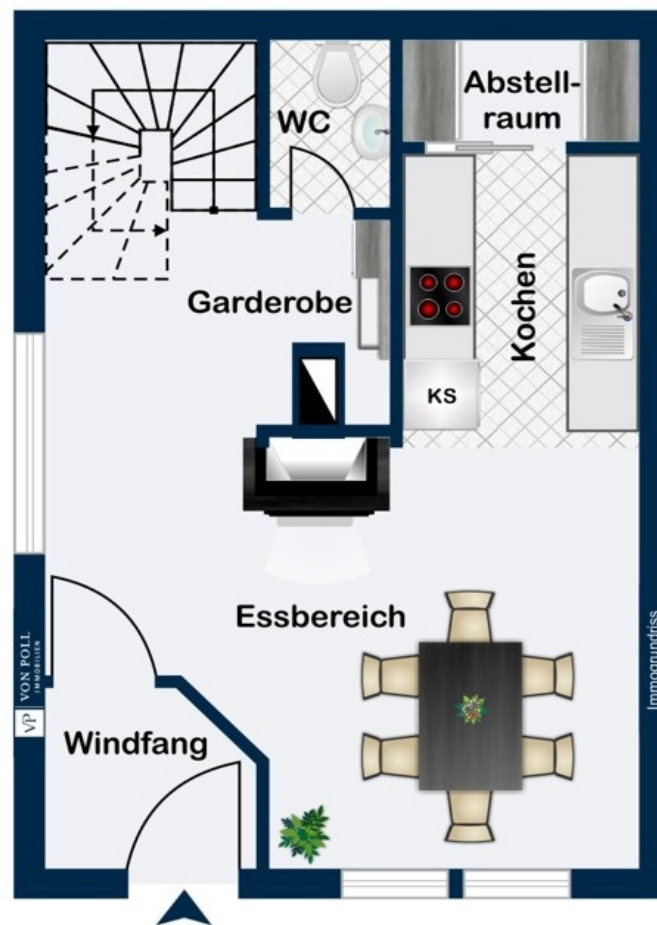 WC
Abstell-
raum
Garderobe
Kochen
KS
Essbereich
Windfang
VP VON POLL
IMMOBILIEN
Immogrundriss